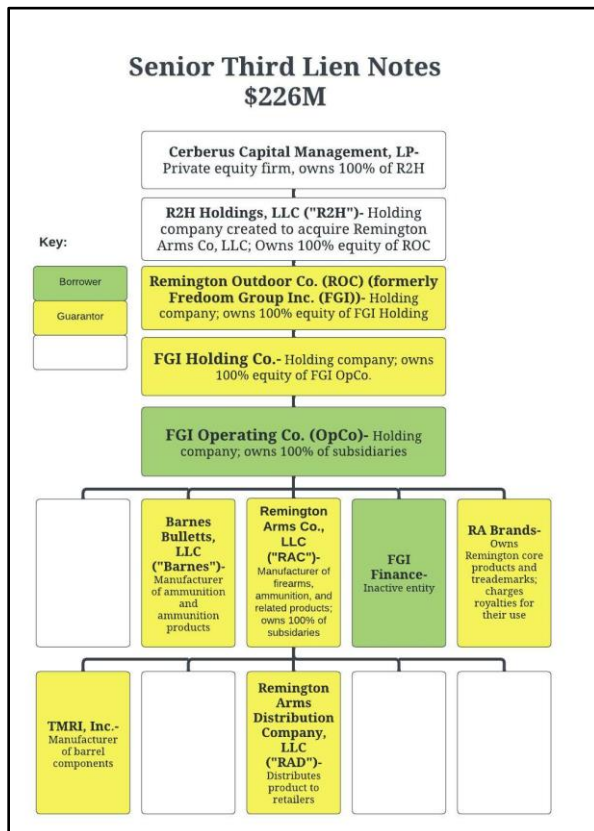 Senior Third Lien Notes
$226M
Cerberus Capital Management, LP-
Private equity firm, owns 100% of R2H
R2H Holdings, LLC ("R2H")- Holding
company created to acquire Remington
Arms Co, LLC; Owns 100% equity of ROC
Key:
Borrower
Guarantor
Remington Outdoor Co. (ROC) (formerly
Fredoom Group Inc. (FGI))- Holding
company; owns 100% equity of FGI Holding
FGI Holding Co.- Holding company; owns
100% equity of FGI OpCo.
FGI Operating Co. (OpCo)- Holding
company; owns 100% of subsidiaries
Barnes
Bulletts,
LLC
("Barnes")-
Manufacturer
of ammunition
and
ammunition
products
Remington
Arms Co.,
LLC
("RAC")-
Manufacturer of
firearms,
ammunition, and
related products;
owns 100% of
subsidaries
FGI
Finance-
Inactive entity
RA Brands-
Owns
Remington core
products and
treademarks;
charges
royalties for
their use
TMRI, Inc.-
Manufacturer
of barrel
components
Remington
Arms
Distribution
Company,
LLC
("RAD")-
Distributes
product to
retailers